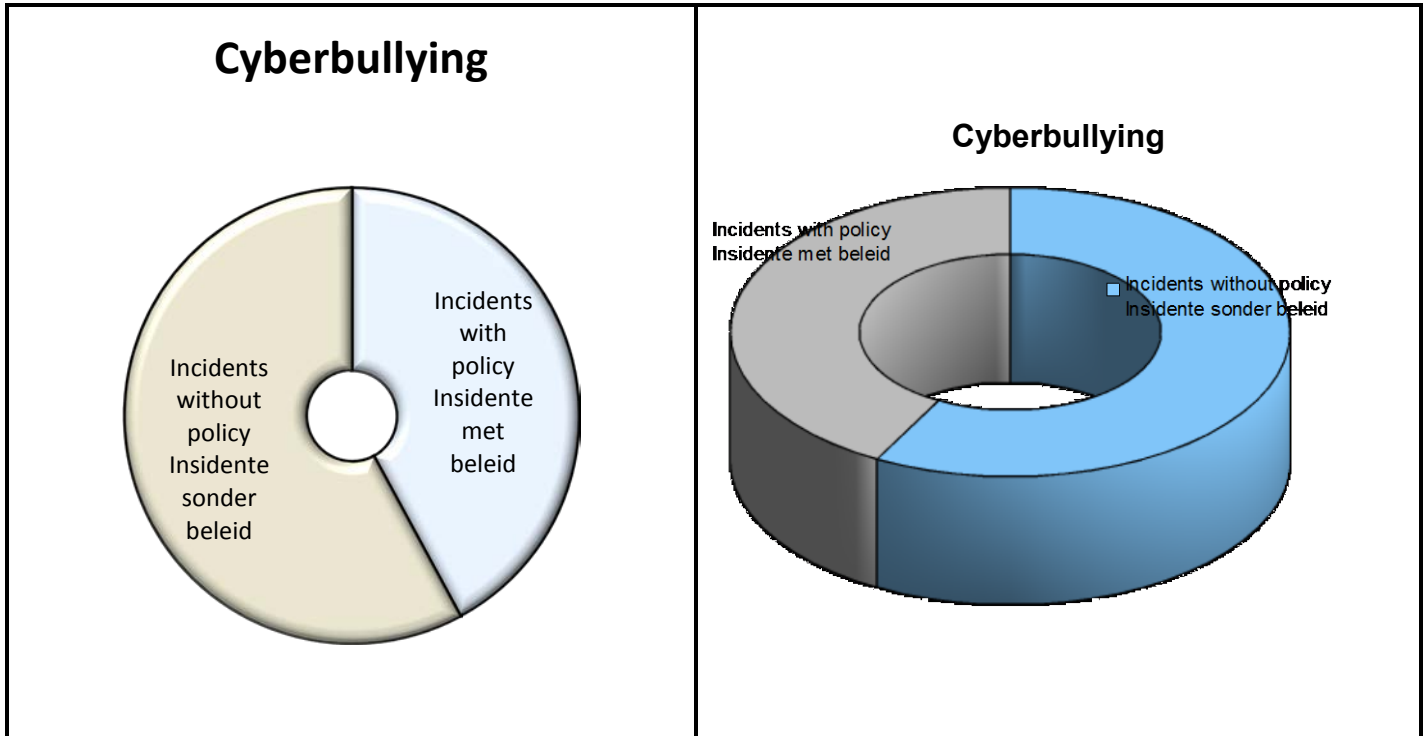 Cyberbullying
Incidents
with
policy
Insidente
met
beleid
Incidents
without
policy
Insidente
sonder
beleid
Cyberbullying
Incidents with policy
Insidente met beleid
Incidents without policy
Insidente sonder beleid